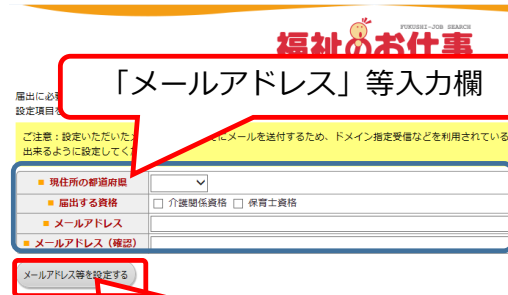 FUKUSHI-JOB SEARCH
福祉のお仕事
「メールアドレス」等入力欄
届出に必
設定項目を
ご注意：設定いただいた
にメールを送付するため、ドメイン指定受信などを利用されている
出来るように設定してく
現住所の都道府県
届出する資格 介護関係資格 保育士資格
メールアドレス
メールアドレス（確認）
メールアドレス等を設定する